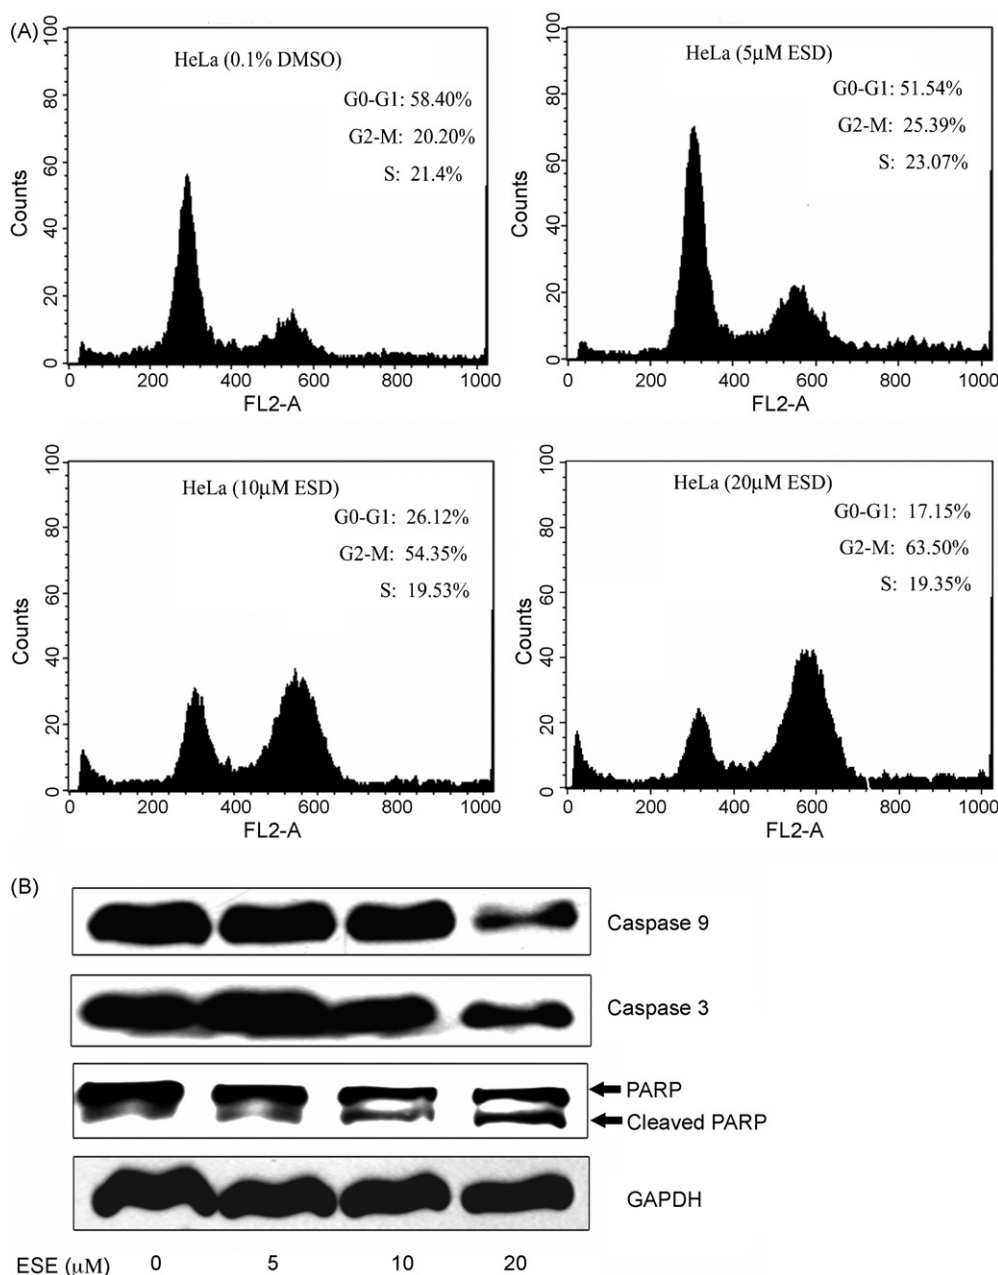 (A)
HeLa (0.1% DMSO)
G0-G1: 58.40%
G2-M: 20.20%
S: 21.4%
Counts
0 20 40 60 80 100
0 200 400 600 800 1000
FL2-A
HeLa (5μM ESD)
G0-G1: 51.54%
G2-M: 25.39%
S: 23.07%
Counts
0 20 40 60 80 100
0 200 400 600 800 1000
FL2-A
HeLa (10μM ESD)
G0-G1: 26.12%
G2-M: 54.35%
S: 19.53%
Counts
0 20 40 60 80 100
0 200 400 600 800 1000
FL2-A
HeLa (20μM ESD)
G0-G1: 17.15%
G2-M: 63.50%
S: 19.35%
Counts
0 20 40 60 80 100
0 200 400 600 800 1000
FL2-A
(B)
Caspase 9
Caspase 3
PARP
Cleaved PARP
GAPDH
ESE (μM) 0 5 10 20